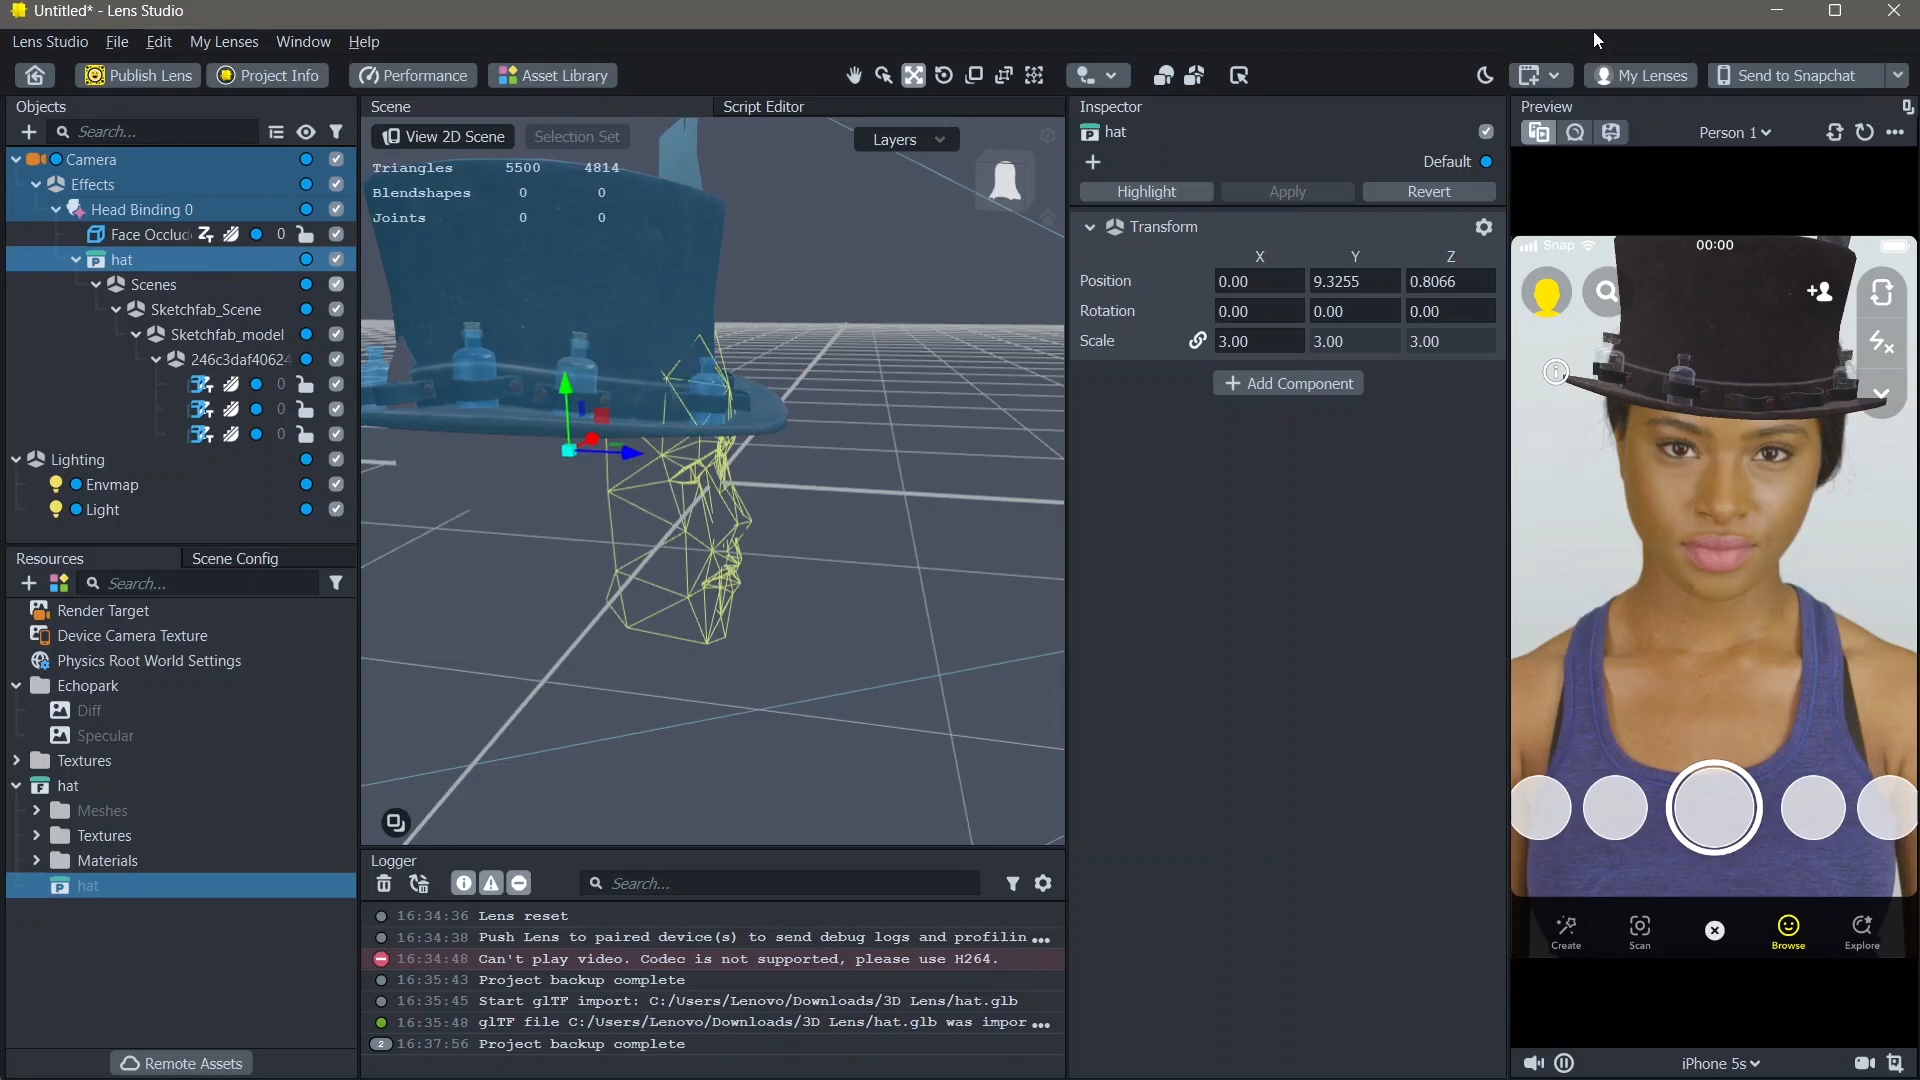 Untitled* - Lens Studio
Lens Studio File Edit My Lenses Window Help
Publish Lens Project Info Performance Asset Library My Lenses Send to Snapchat
Objects
Search...
Camera
Effects
Head Binding 0
Face Occlu 0
hat
Scenes
Sketchfab_Scene
Sketchfab_model
246c3daf40624
0
0
0
Lighting
Envmap
Light
Resources Scene Config
Search...
Render Target
Device Camera Texture
Physics Root World Settings
Echopark
Diff
Specular
Textures
hat
Meshes
Textures
Materials
hat
Remote Assets
Scene Script Editor
View 2D Scene Selection Set Layers
Triangles 5500 4814
Blendshapes 0 0
Joints 0 0
Logger
Search...
16:34:36 Lens reset
16:34:38 Push Lens to paired device(s) to send debug logs and profilin...
16:34:48 Can't play video. Codec is not supported, please use H264.
16:35:43 Project backup complete
16:35:45 Start glTF import: C:/Users/Lenovo/Downloads/3D Lens/hat.glb
16:35:48 glTF file C:/Users/Lenovo/Downloads/3D Lens/hat.glb was impor...
2 16:37:56 Project backup complete
Inspector
hat
Default
Highlight Apply Revert
Transform
X Y Z
Position 0.00 9.3255 0.8066
Rotation 0.00 0.00 0.00
Scale 3.00 3.00 3.00
+ Add Component
Preview
Person 1
Snap 00:00
Create Scan Browse Explore
iPhone 5s